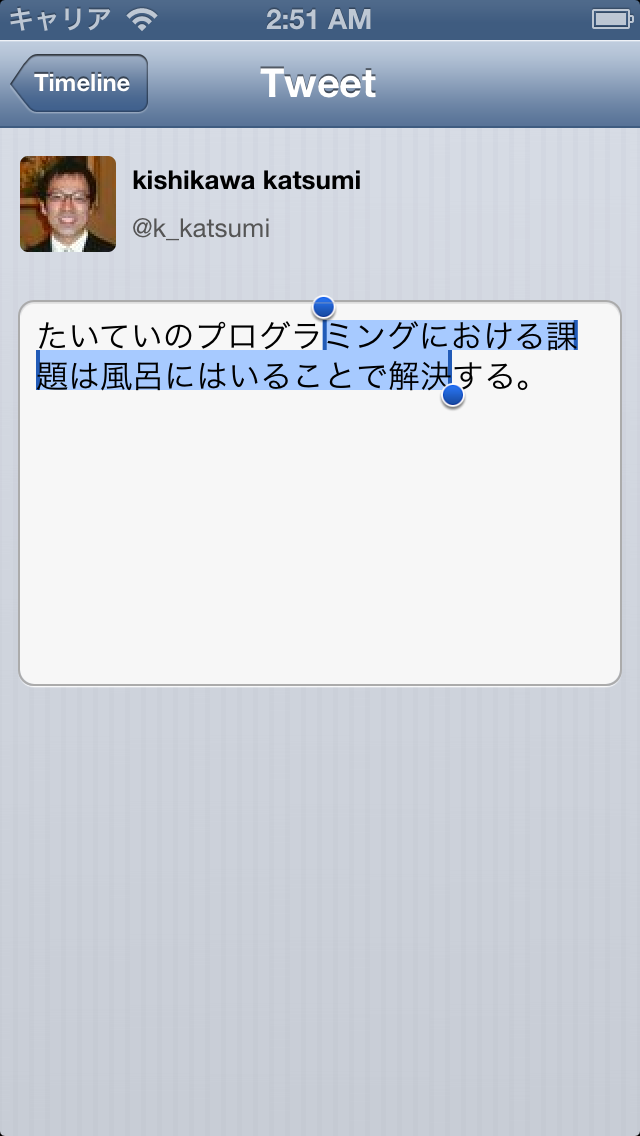 キャリア 2:51 AM
Timeline Tweet
kishikawa katsumi
@k_katsumi
たいていのプログラミングにおける課
題は風呂にはいることで解決する。